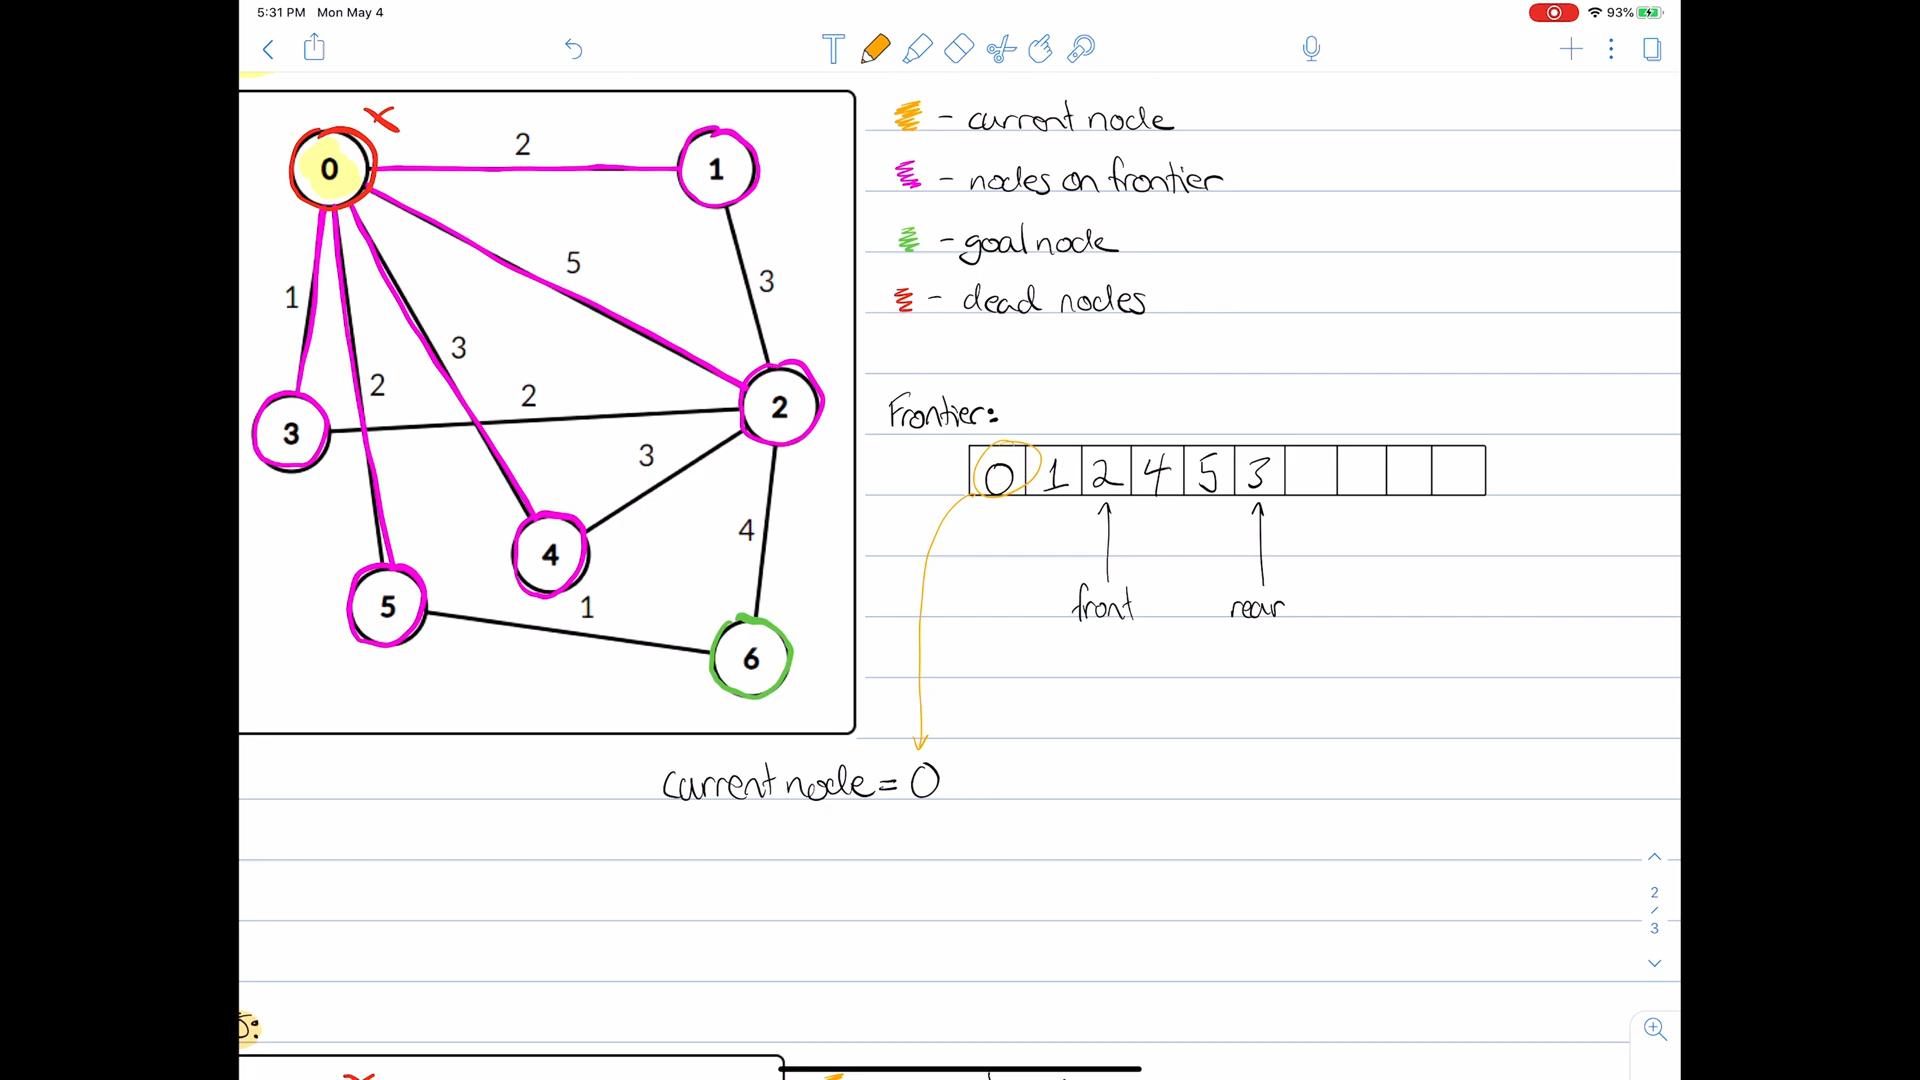 5:31 PM Mon May 4
93%
T
0
2
1
5
3
1
3
2
2
3
2
3
4
4
5
1
6
- current node
- nodes on frontier
- goal node
- dead nodes
Frontier:
0 1 2 4 5 3
front rear
current node = 0
2
/
3